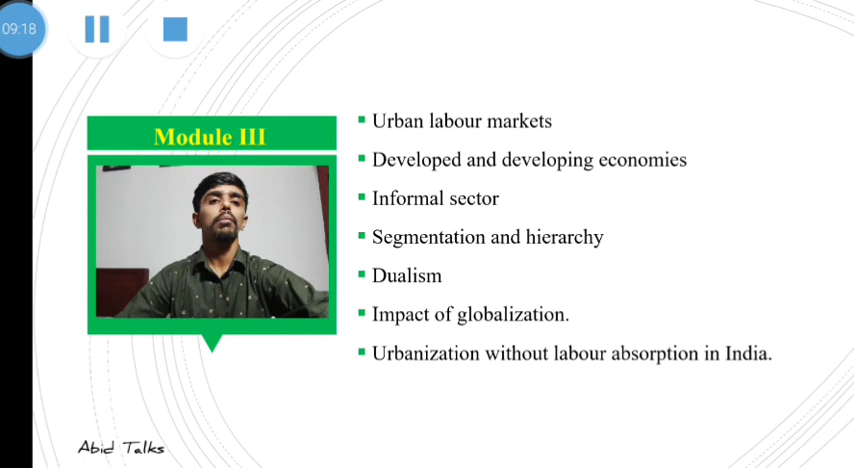 09:18
Module III
Urban labour markets
Developed and developing economies
Informal sector
Segmentation and hierarchy
Dualism
Impact of globalization.
Urbanization without labour absorption in India.
Abid Talks